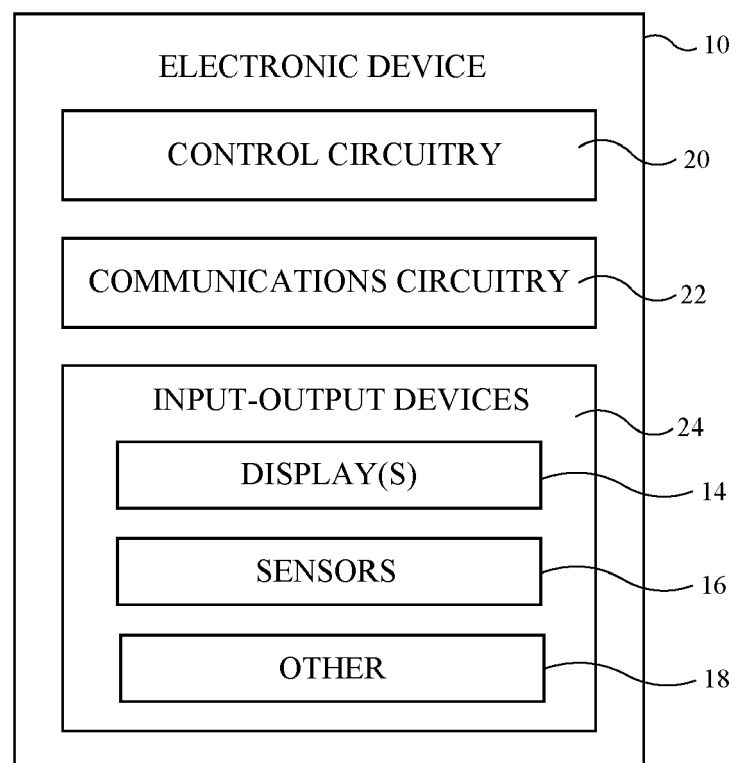 10
ELECTRONIC DEVICE
CONTROL CIRCUITRY
20
COMMUNICATIONS CIRCUITRY
22
INPUT-OUTPUT DEVICES
24
DISPLAY(S)
14
SENSORS
16
OTHER
18